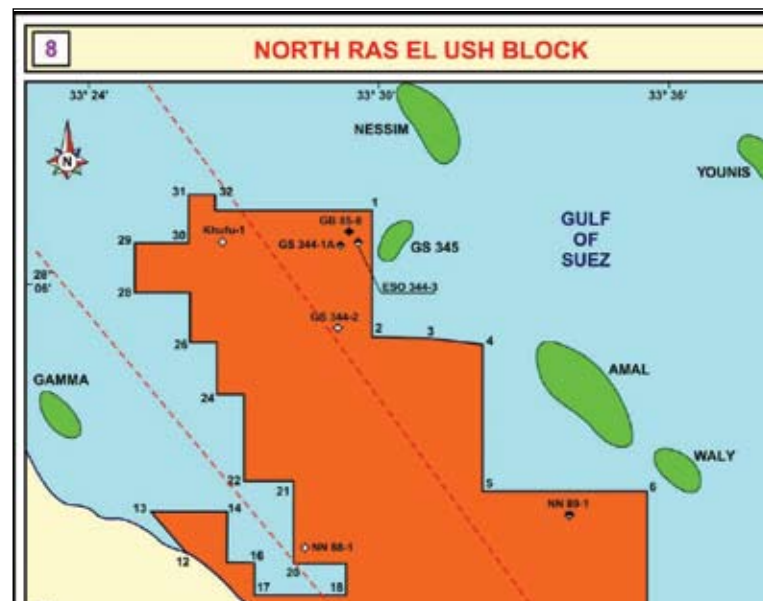 8
NORTH RAS EL USH BLOCK
33° 24'
33° 30'
33° 36'
NESSIM
YOUNIS
N
31
32
1
GB 85-8
Khufu-1
30
29
GS 344-1A
GS 345
GULF
OF
SUEZ
28°
06'
28
ESO 344-3
GS 344-2
2
3
4
26
GAMMA
AMAL
24
WALY
22
21
5
6
NN 89-1
13
14
NN 88-1
12
16
20
17
18